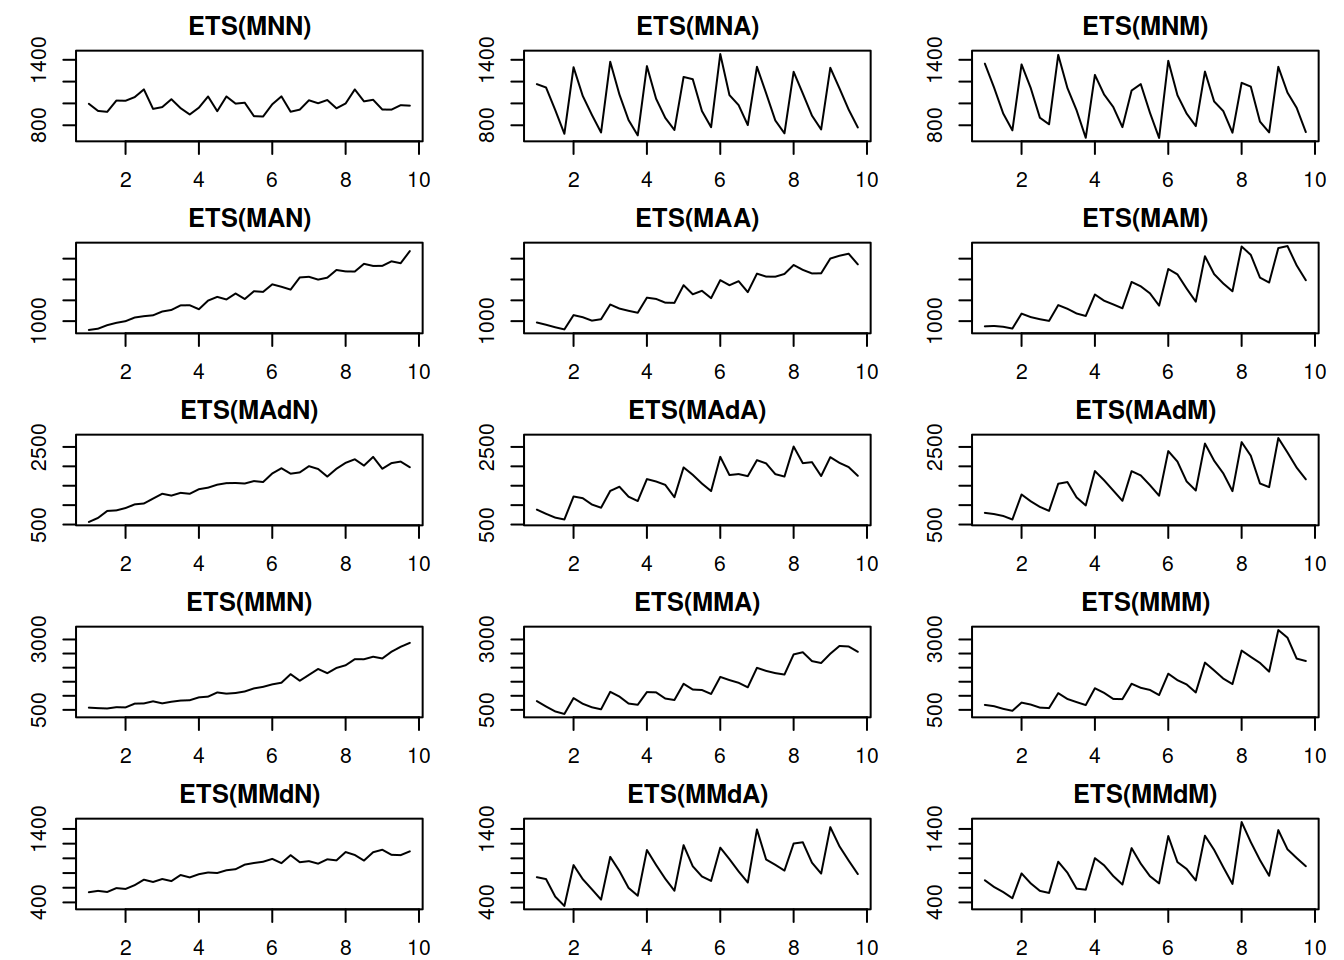 ETS(MNN) ETS(MNA) ETS(MNM)
1400 1400 1400
800 800 800
2 4 6 8 10 2 4 6 8 10 2 4 6 8 10
ETS(MAN) ETS(MAA) ETS(MAM)
1000 1000 1000
2 4 6 8 10 2 4 6 8 10 2 4 6 8 10
ETS(MAdN) ETS(MAdA) ETS(MAdM)
2500 2500 2500
500 500 500
2 4 6 8 10 2 4 6 8 10 2 4 6 8 10
ETS(MMN) ETS(MMA) ETS(MMM)
3000 3000 3000
500 500 500
2 4 6 8 10 2 4 6 8 10 2 4 6 8 10
ETS(MMdN) ETS(MMdA) ETS(MMdM)
1400 1400 1400
400 400 400
2 4 6 8 10 2 4 6 8 10 2 4 6 8 10